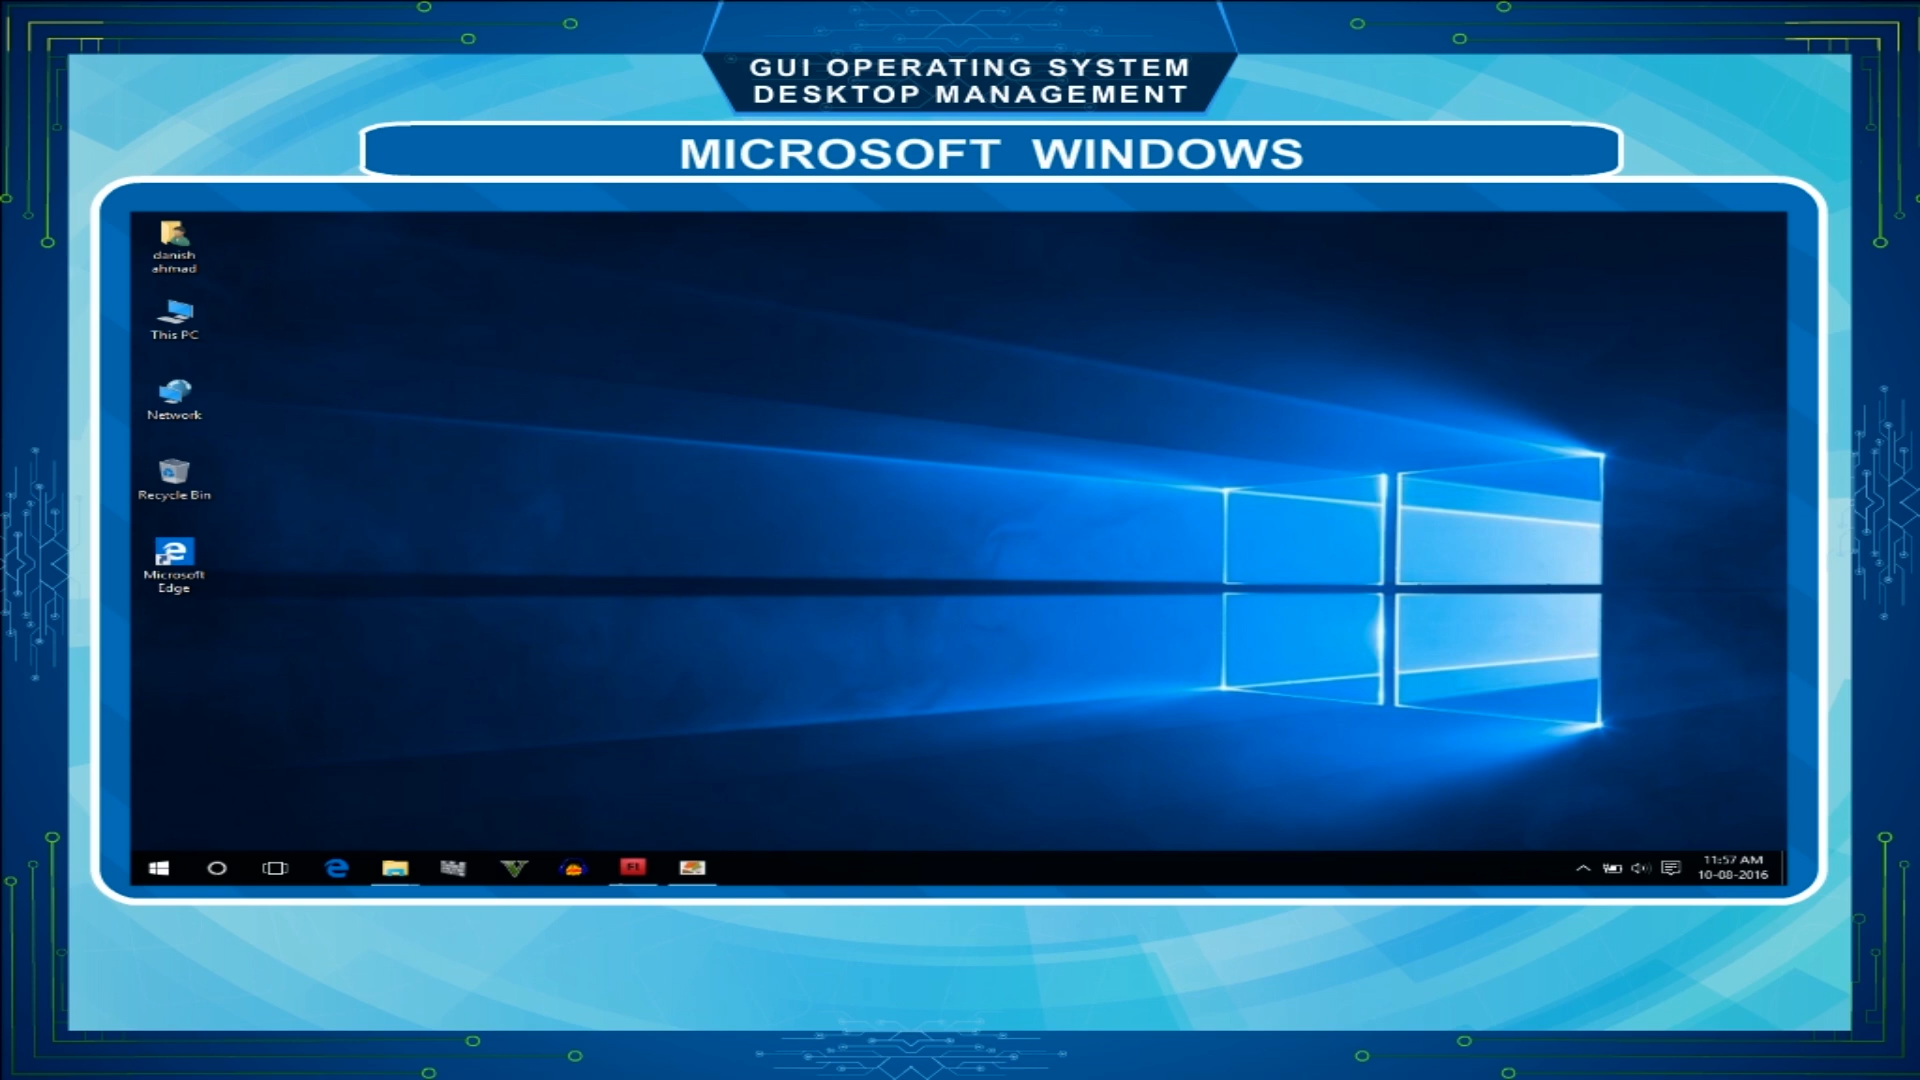 GUI OPERATING SYSTEM
DESKTOP MANAGEMENT
MICROSOFT WINDOWS
danish
ahmad
This PC
Network
Recycle Bin
Microsoft
Edge
Fl
11:57 AM
10-08-2016